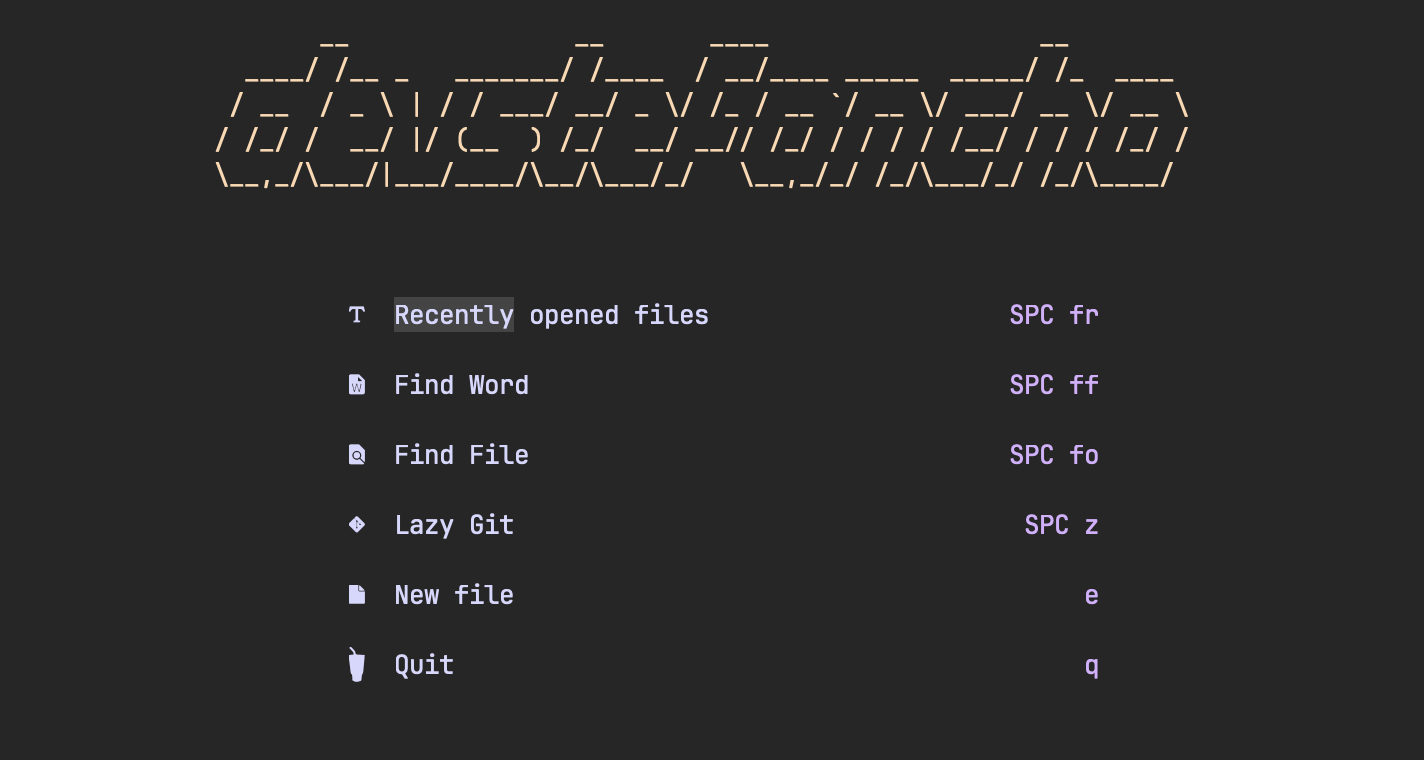 devstefancho
Recently opened files SPC fr
Find Word SPC ff
Find File SPC fo
Lazy Git SPC z
New file e
Quit q